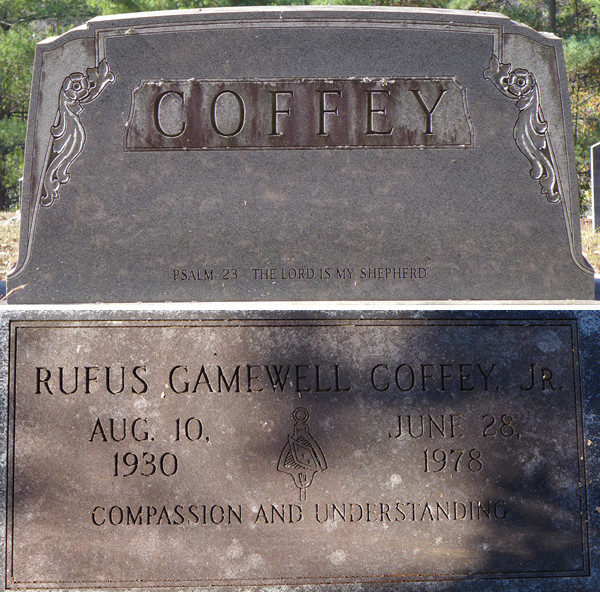 COFFEY
PSALM 23 THE LORD IS MY SHEPHERD
RUFUS GAMEWELL COFFEY, JR.
AUG. 10, JUNE 28,
1930 1978
COMPASSION AND UNDERSTANDING